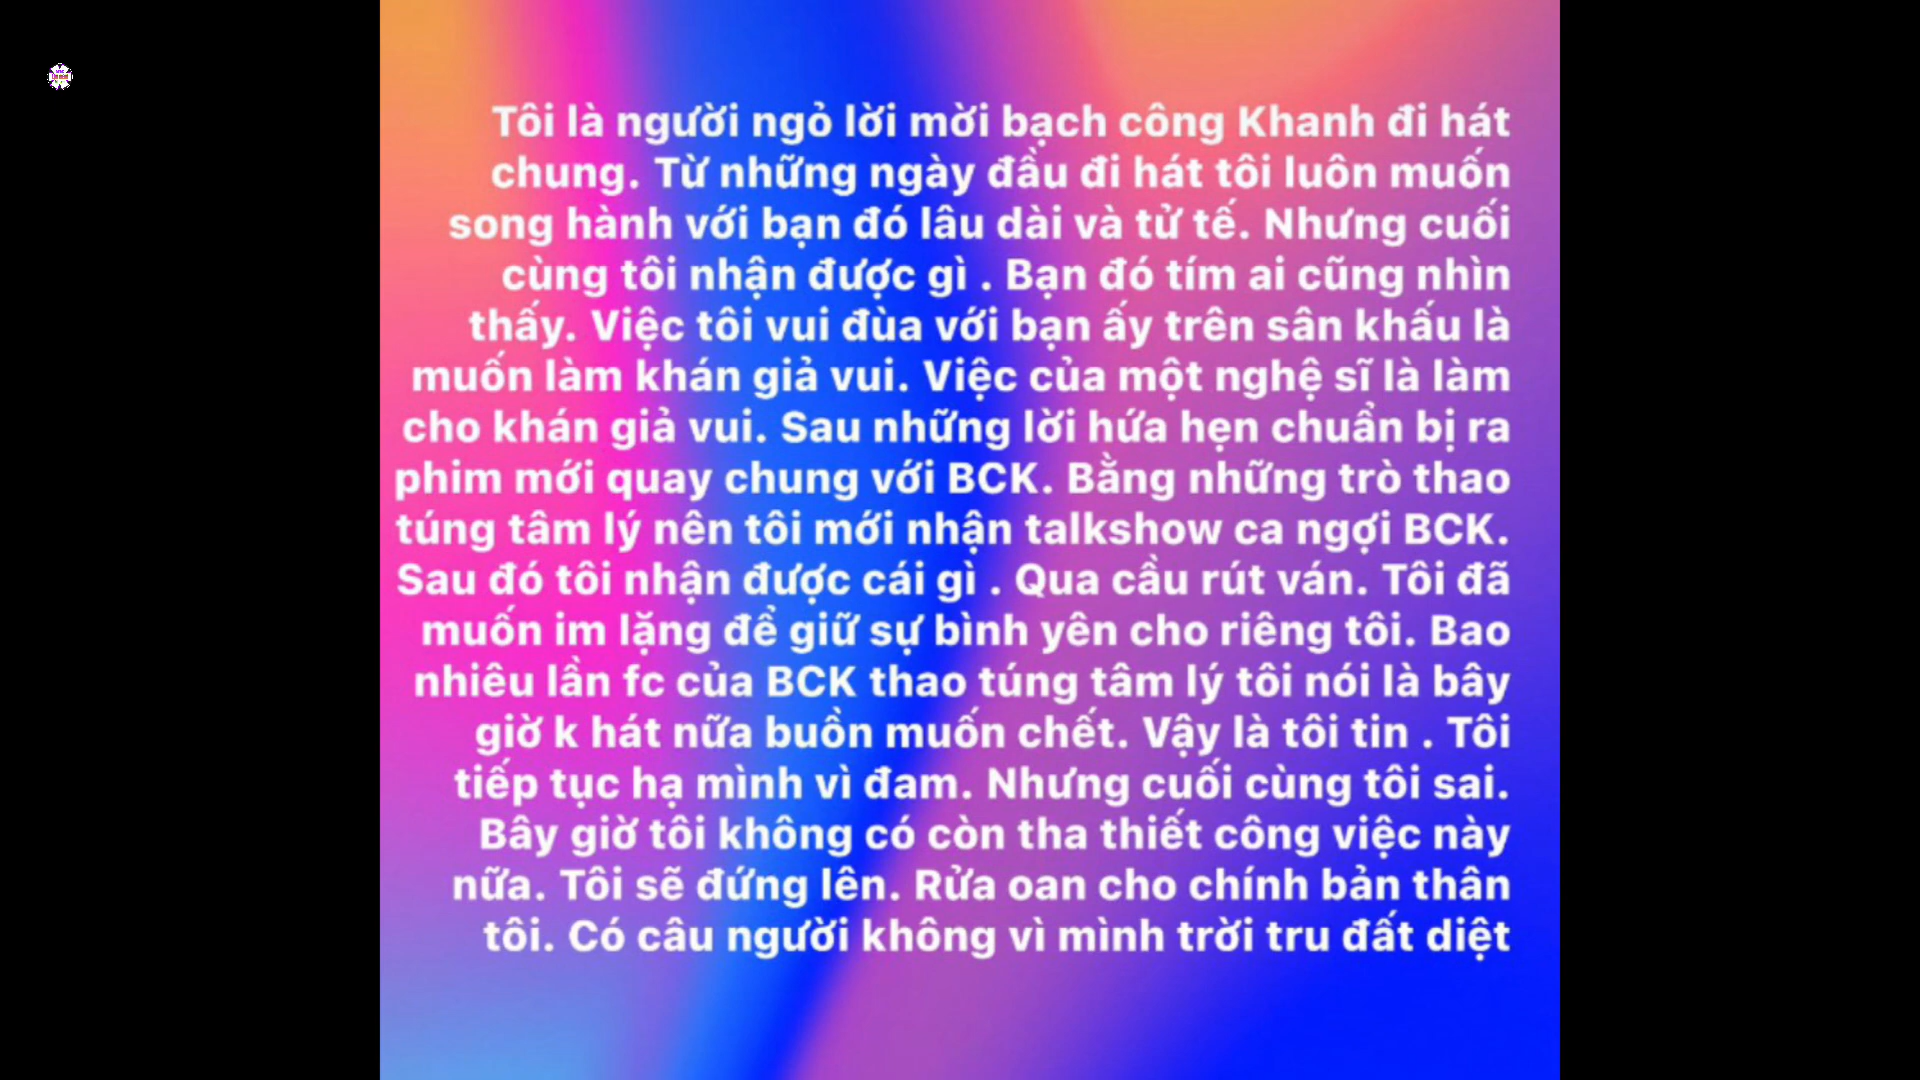 Tôi là người ngỏ lời mời bạch công Khanh đi hát
chung. Từ những ngày đầu đi hát tôi luôn muốn
song hành với bạn đó lâu dài và tử tế. Nhưng cuối
cùng tôi nhận được gì . Bạn đó tím ai cũng nhìn
thấy. Việc tôi vui đùa với bạn ấy trên sân khấu là
muốn làm khán giả vui. Việc của một nghệ sĩ là làm
cho khán giả vui. Sau những lời hứa hẹn chuẩn bị ra
phim mới quay chung với BCK. Bằng những trò thao
túng tâm lý nên tôi mới nhận talkshow ca ngợi BCK.
Sau đó tôi nhận được cái gì . Qua cầu rút ván. Tôi đã
muốn im lặng để giữ sự bình yên cho riêng tôi. Bao
nhiêu lần fc của BCK thao túng tâm lý tôi nói là bây
giờ k hát nữa buồn muốn chết. Vậy là tôi tin . Tôi
tiếp tục hạ mình vì đam. Nhưng cuối cùng tôi sai.
Bây giờ tôi không có còn tha thiết công việc này
nữa. Tôi sẽ đứng lên. Rửa oan cho chính bản thân
tôi. Có câu người không vì mình trời tru đất diệt